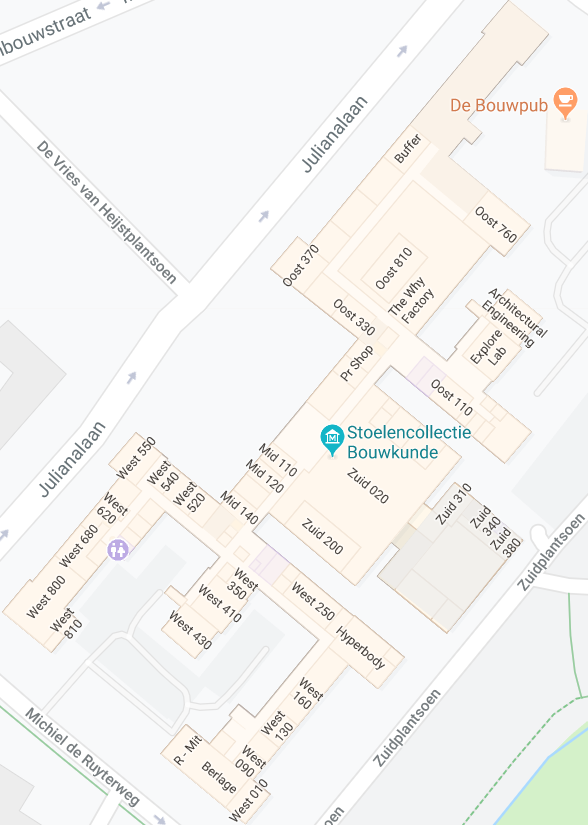 nbouwstraat
De Bouwpub
Julianalaan
Buffer
De Vries van Heijstplantsoen
Oost 760
Oost 370
Oost 810
The Why
Factory
Oost 330
Architectural
Engineering
Explore
Lab
Pr Shop
Oost 110
Stoelencollectie
Bouwkunde
Julianalaan
West 550
West
540
West
520
Mid 110
Mid 120
Mid 140
Zuid 020
Zuid 310
Zuid
340
Zuid
380
Zuid 200
West
620
West 680
West 800
West
810
West
350
West 410
West 430
West 250
Hyperbody
Zuidplantsoen
West
160
West
130
West
090
West 010
R - Mit
Berlage
Michiel de Ruyterweg
Zuidplantsoen
oen